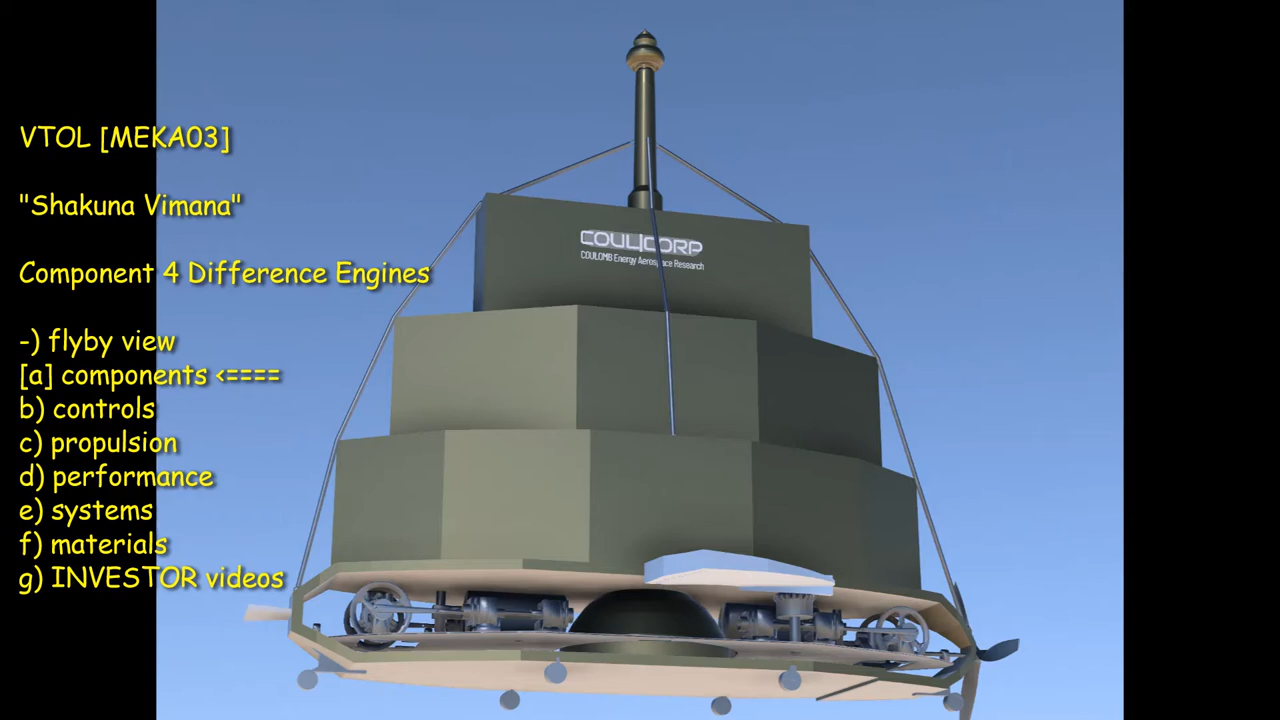 VTOL [MEKA03]
"Shakuna Vimana"
Component 4 Difference Engines
-) flyby view
[a] components <====
b) controls
c) propulsion
d) performance
e) systems
f) materials
g) INVESTOR videos
COULICORP
COULOMB Energy Aerospace Research